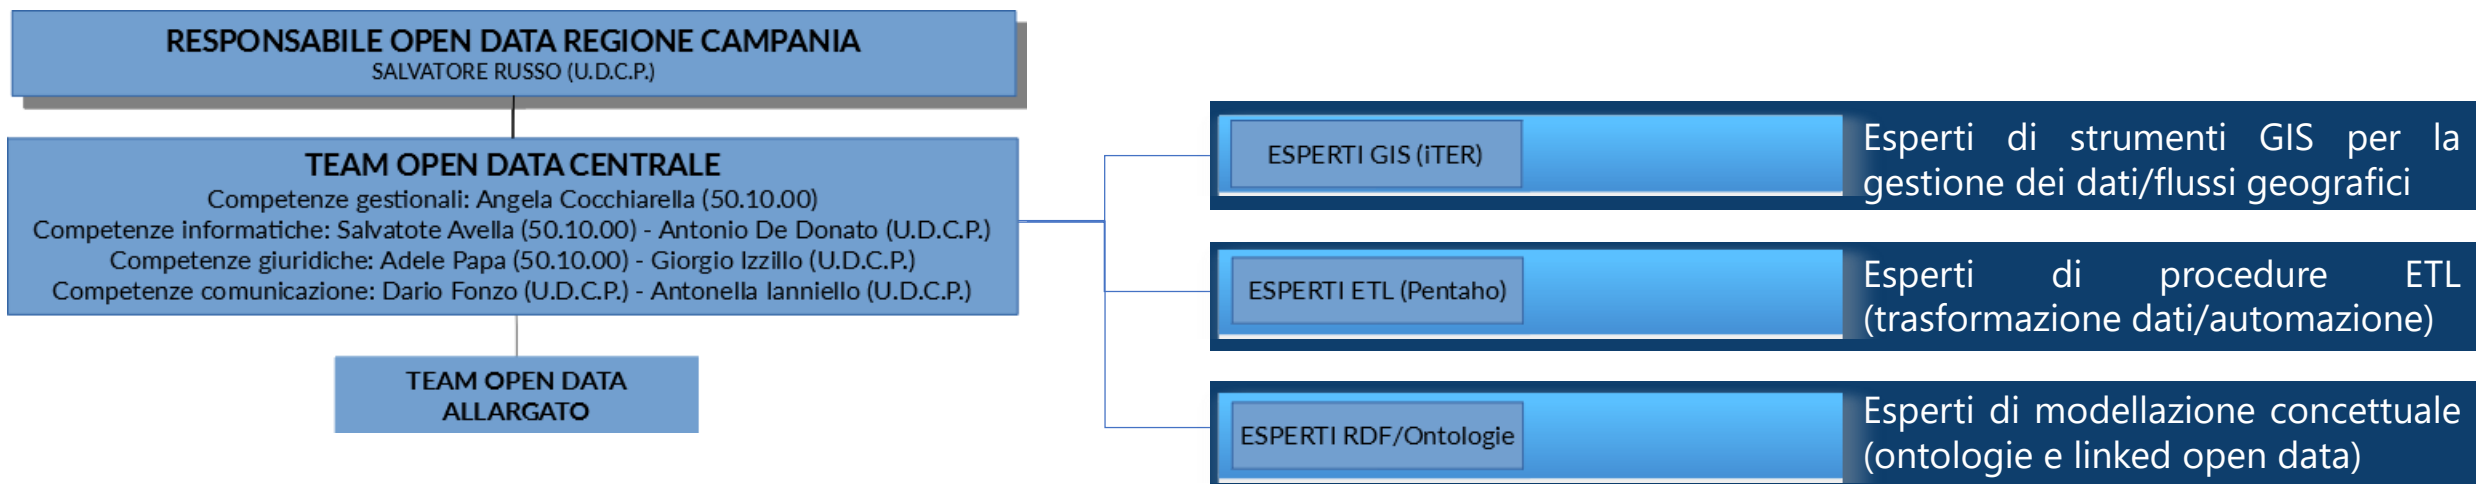 RESPONSABILE OPEN DATA REGIONE CAMPANIA
SALVATORE RUSSO (U.D.C.P.)
TEAM OPEN DATA CENTRALE
Competenze gestionali: Angela Cocchiarella (50.10.00)
Competenze informatiche: Salvatote Avella (50.10.00) - Antonio De Donato (U.D.C.P.)
Competenze giuridiche: Adele Papa (50.10.00) - Giorgio Izzillo (U.D.C.P.)
Competenze comunicazione: Dario Fonzo (U.D.C.P.) - Antonella Ianniello (U.D.C.P.)
TEAM OPEN DATA
ALLARGATO
ESPERTI GIS (iTER)
Esperti di strumenti GIS per la
gestione dei dati/flussi geografici
ESPERTI ETL (Pentaho)
Esperti di procedure ETL
(trasformazione dati/automazione)
ESPERTI RDF/Ontologie
Esperti di modellazione concettuale
(ontologie e linked open data)